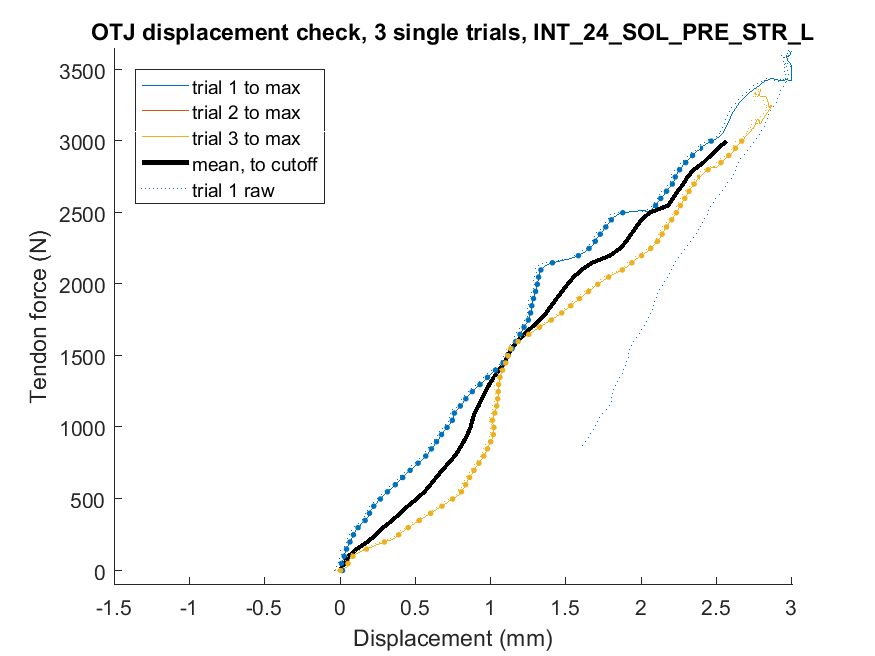 OTJ displacement check, 3 single trials, INT_24_SOL_PRE_STR_L
3500
3000
2500
2000
1500
1000
500
0
Tendon force (N)
trial 1 to max
trial 2 to max
trial 3 to max
mean, to cutoff
trial 1 raw
-1.5 -1 -0.5 0 0.5 1 1.5 2 2.5 3
Displacement (mm)